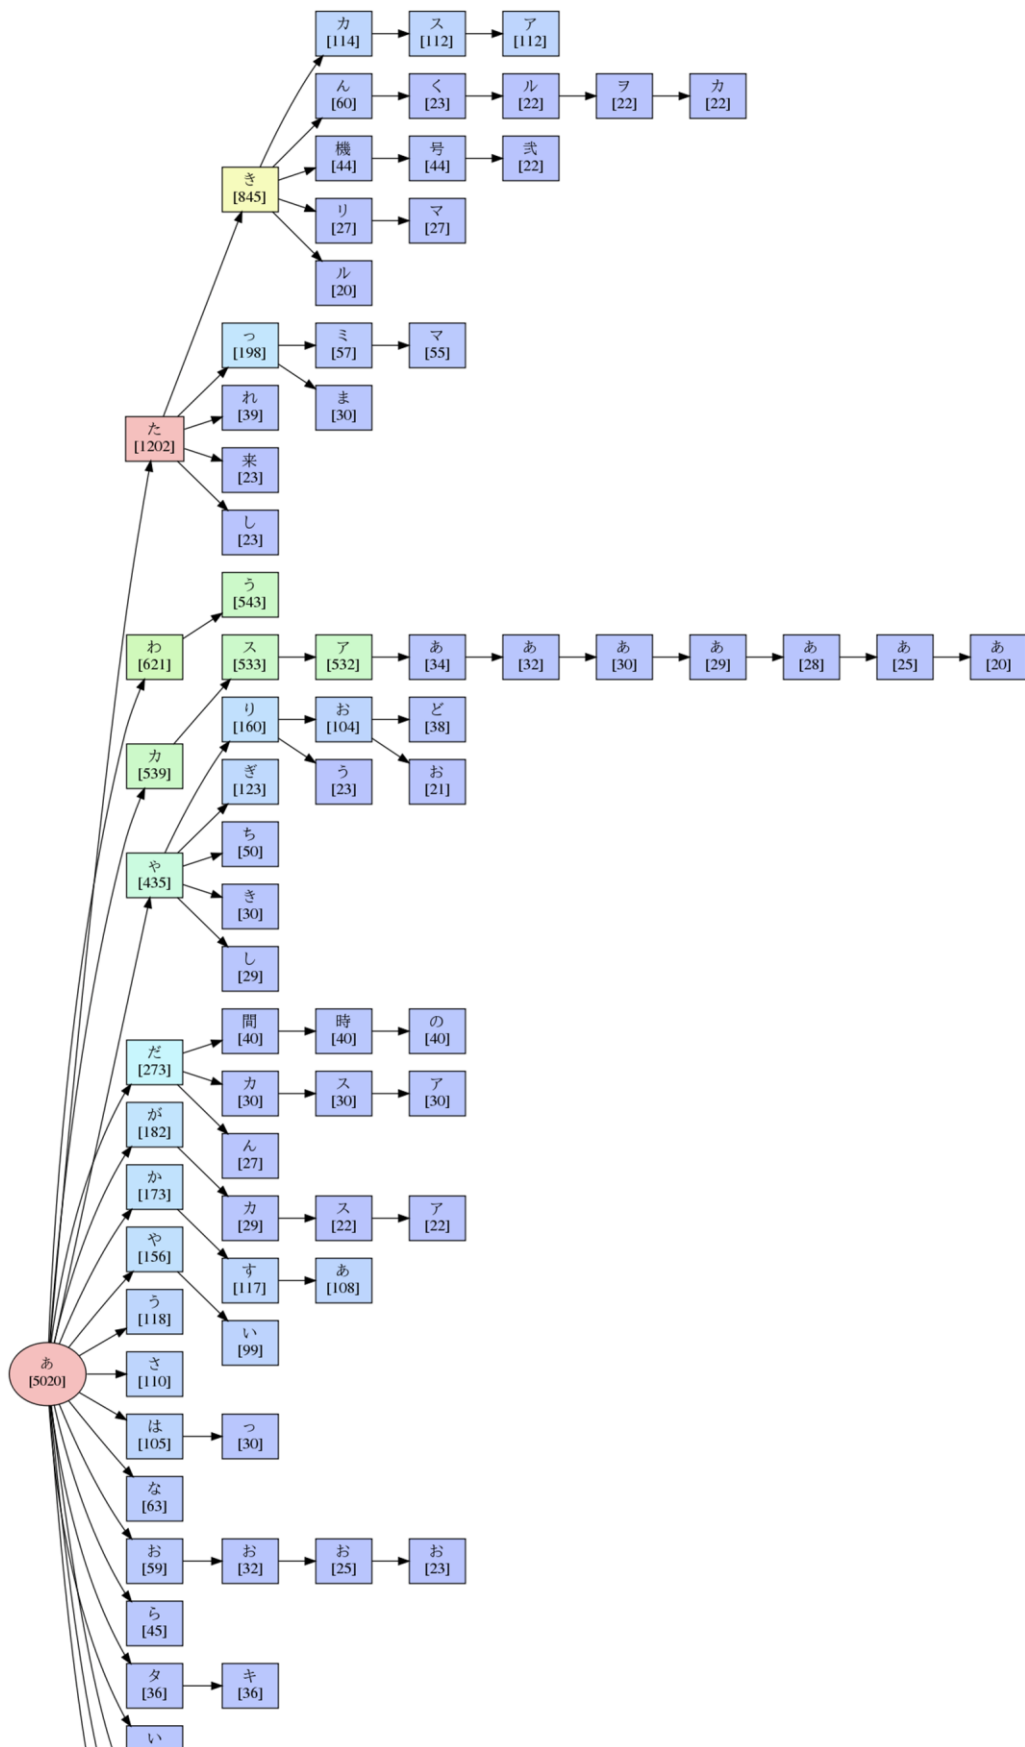 カ ス ア
[114] [112] [112]
ん く ル ヲ カ
[60] [23] [22] [22] [22]
機 号 弐
[44] [44] [22]
き
[845]
リ マ
[27] [27]
ル
[20]
っ ミ マ
[198] [57] [55]
れ ま
[39] [30]
た
[1202]
来
[23]
し
[23]
う
[543]
わ ス ア あ あ あ あ あ あ あ
[621] [533] [532] [34] [32] [30] [29] [28] [25] [20]
り お ど
[160] [104] [38]
カ
[539]
ぎ う お
[123] [23] [21]
ち
[50]
や
[435]
き
[30]
し
[29]
間 時 の
[40] [40] [40]
だ
[273]
カ ス ア
[30] [30] [30]
が
[182]
ん
[27]
か
[173]
カ ス ア
[29] [22] [22]
や
[156]
す あ
[117] [108]
う
[118]
い
[99]
あ
[5020]
さ
[110]
は っ
[105] [30]
な
[63]
お お お お
[59] [32] [25] [23]
ら
[45]
タ キ
[36] [36]
い